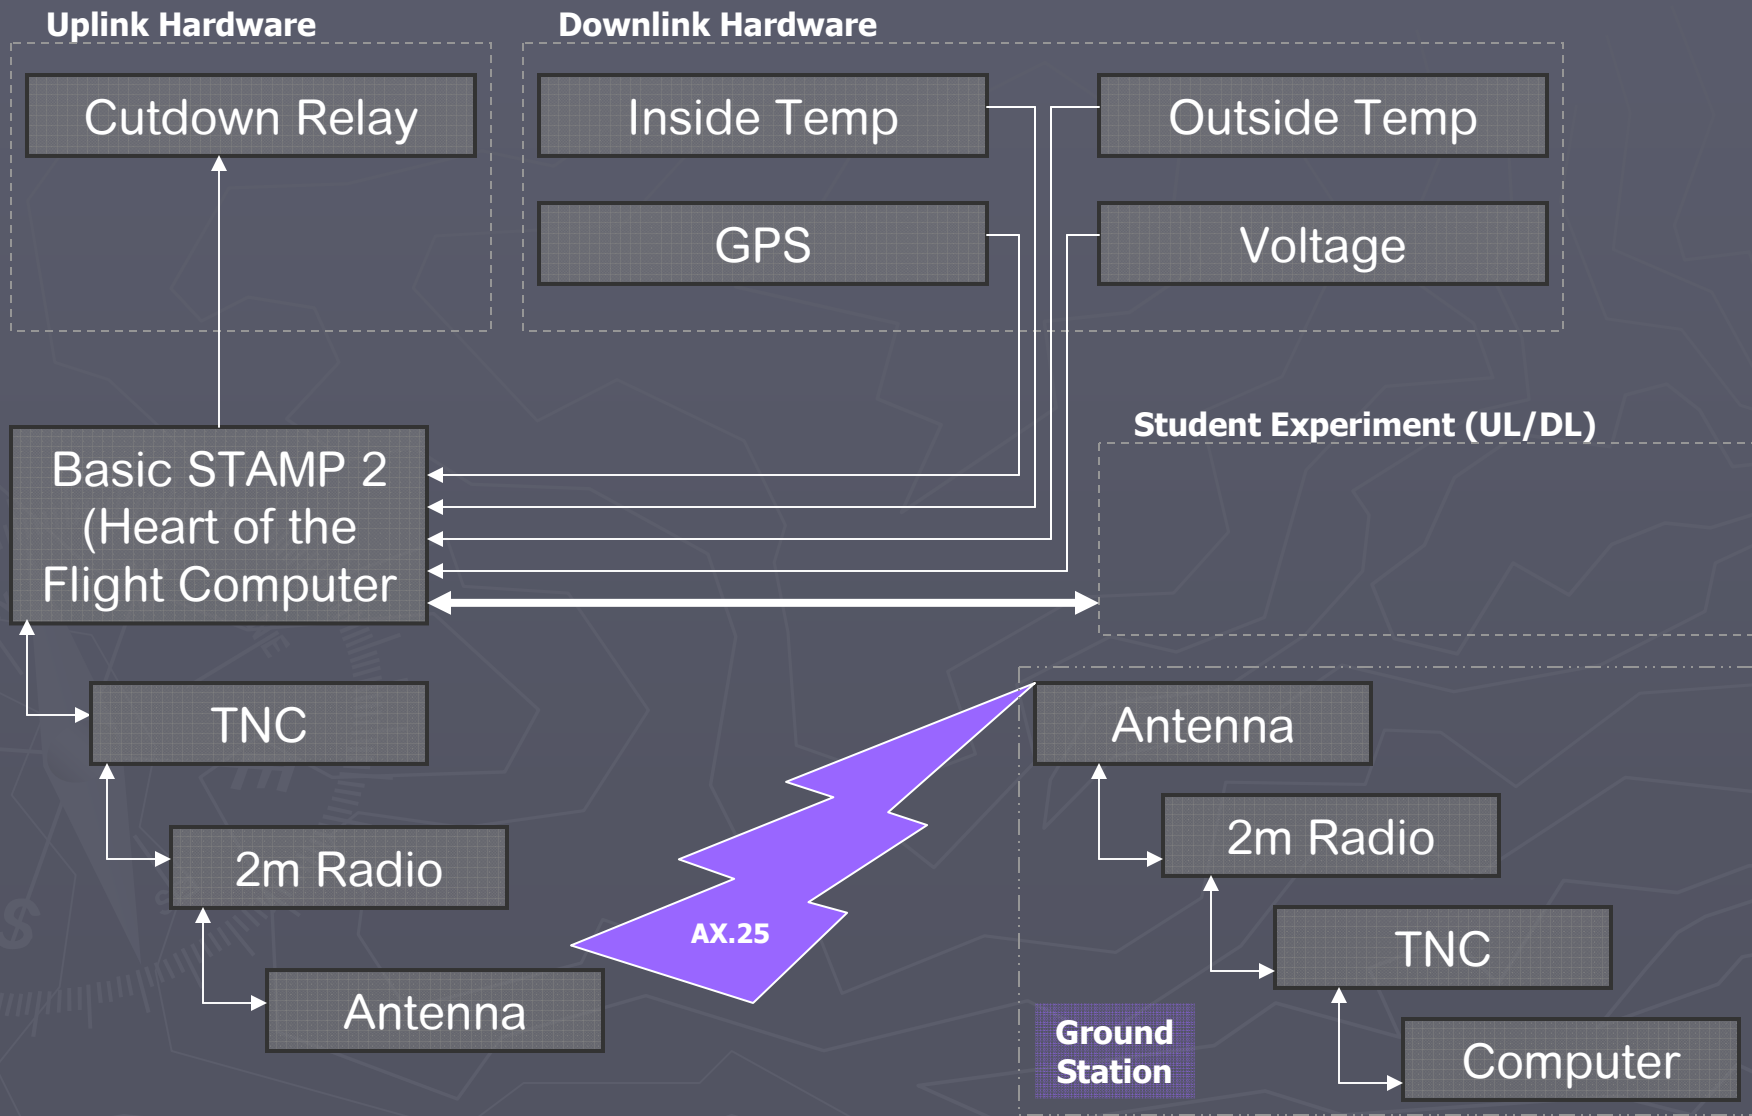 Uplink Hardware
Downlink Hardware
Cutdown Relay
Inside Temp
Outside Temp
GPS
Voltage
Student Experiment (UL/DL)
Basic STAMP 2
(Heart of the
Flight Computer
TNC
Antenna
2m Radio
2m Radio
AX.25
TNC
Antenna
Ground
Station
Computer
E
E
S
S